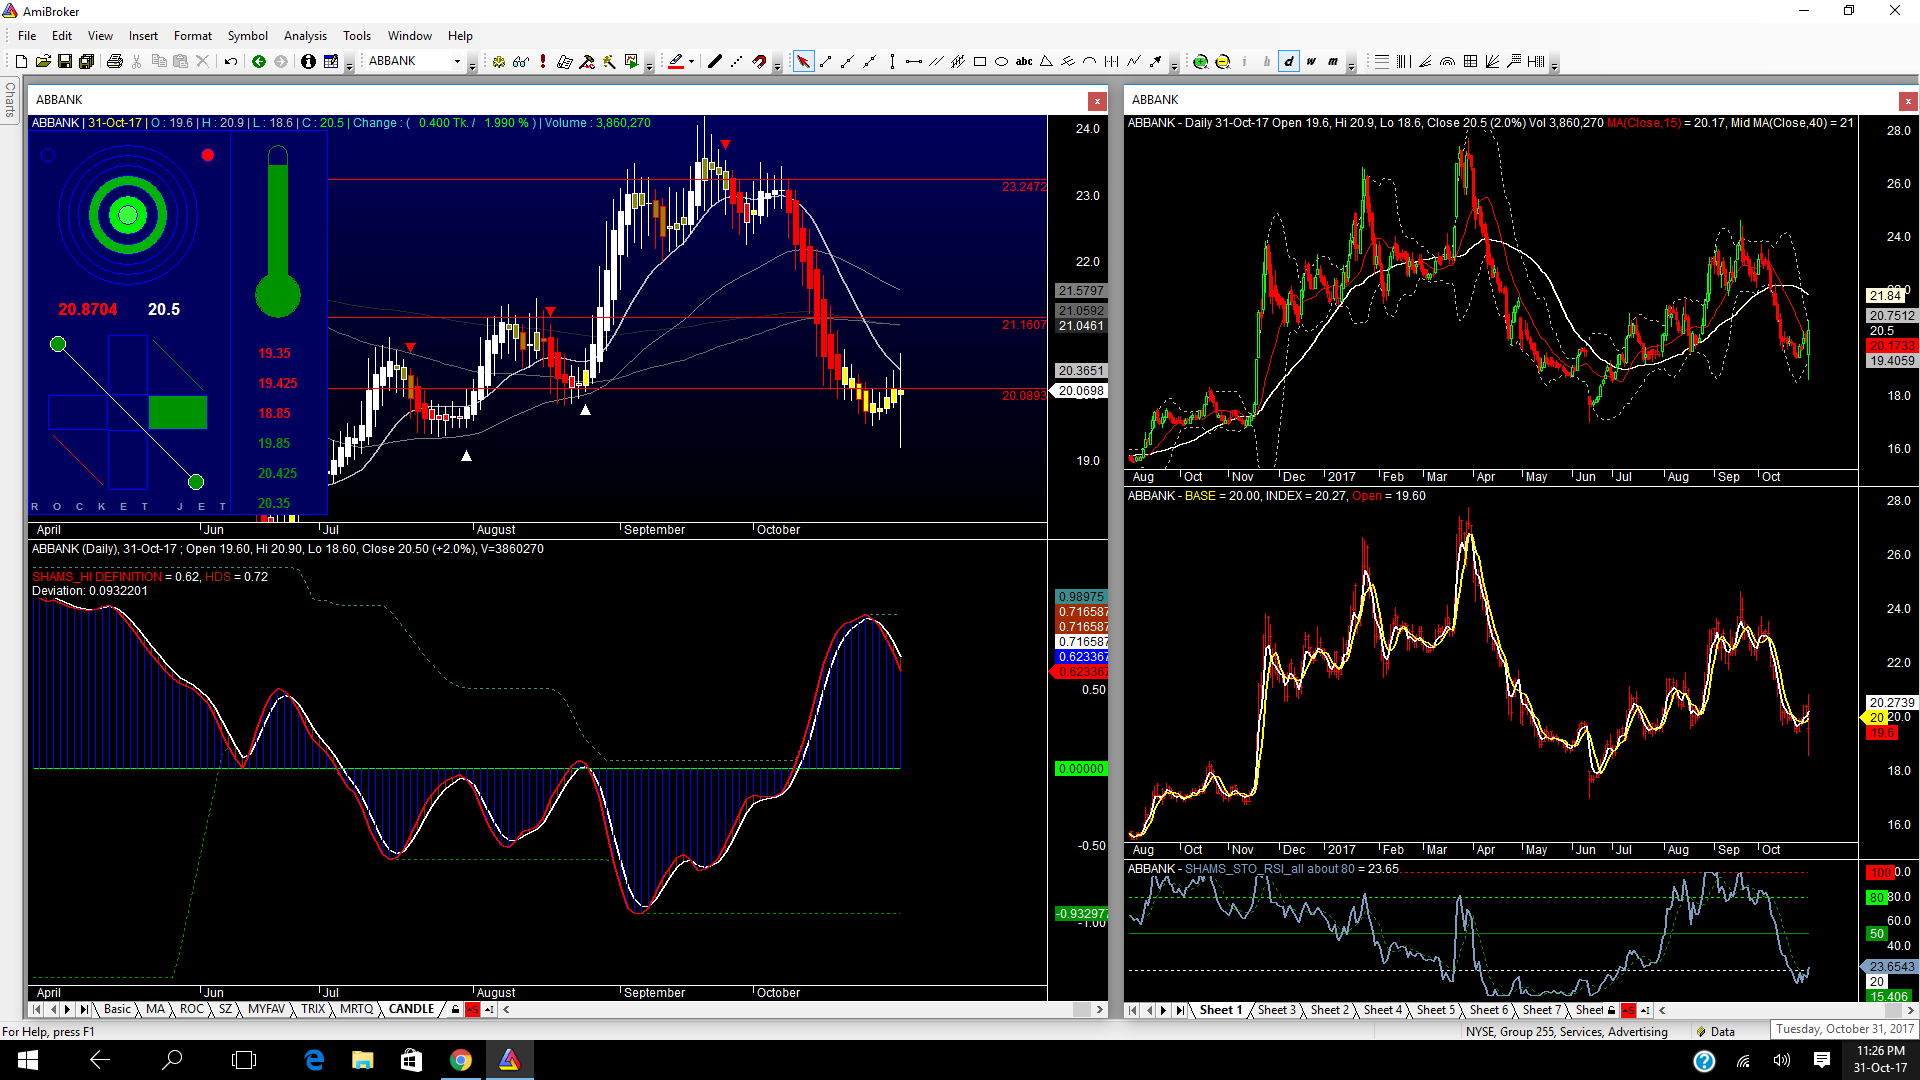 AmiBroker
File Edit View Insert Format Symbol Analysis Tools Window Help
ABBANK
abc
i h d w m
Charts
ABBANK
ABBANK | 31-Oct-17 | O : 19.6 | H : 20.9 | L : 18.6 | C : 20.5 | Change : ( 0.400 Tk. / 1.990 % ) | Volume : 3,860,270
24.0
23.2472
23.0
22.0
21.5797
21.0592
21.1607
21.0461
20.3651
20.0698
20.0893
19.0
20.8704 20.5
19.35
19.425
18.85
19.85
20.425
20.35
R O C K E T J E T
April Jun Jul August September October
ABBANK (Daily), 31-Oct-17 ; Open 19.60, Hi 20.90, Lo 18.60, Close 20.50 (+2.0%), V=3860270
SHAMS_HI DEFINITION = 0.62, HDS = 0.72
Deviation: 0.0932201
0.98975
0.716587
0.716587
0.716587
0.623367
0.623367
0.50
0.00000
-0.50
-0.932977
-1.00
April Jun Jul August September October
Basic MA ROC SZ MYFAV TRIX MRTQ CANDLE
ABBANK
ABBANK - Daily 31-Oct-17 Open 19.6, Hi 20.9, Lo 18.6, Close 20.5 (2.0%) Vol 3,860,270 MA(Close,15) = 20.17, Mid MA(Close,40) = 21
28.0
26.0
24.0
21.84
20.7512
20.5
20.1733
19.4059
18.0
16.0
Aug Oct Nov Dec 2017 Feb Mar Apr May Jun Jul Aug Sep Oct
ABBANK - BASE = 20.00, INDEX = 20.27, Open = 19.60
28.0
26.0
24.0
22.0
20.2739
20 20.0
19.6
18.0
16.0
Aug Oct Nov Dec 2017 Feb Mar Apr May Jun Jul Aug Sep Oct
ABBANK - SHAMS_STO_RSI_all about 80 = 23.65
100
80 80.0
60.0
50
40.0
23.6543
20
15.406
Sheet 1 Sheet 3 Sheet 2 Sheet 4 Sheet 5 Sheet 6 Sheet 7
For Help, press F1
NYSE, Group 255, Services, Advertising
Data
Tuesday, October 31, 2017
11:26 PM
31-Oct-17